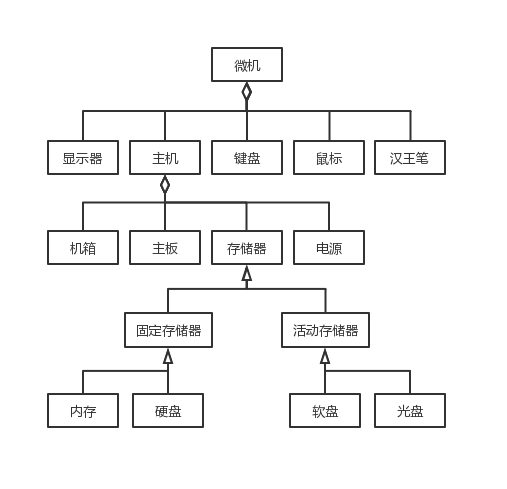 微机
显示器
主机
键盘
鼠标
汉王笔
机箱
主板
存储器
电源
固定存储器
活动存储器
内存
硬盘
软盘
光盘